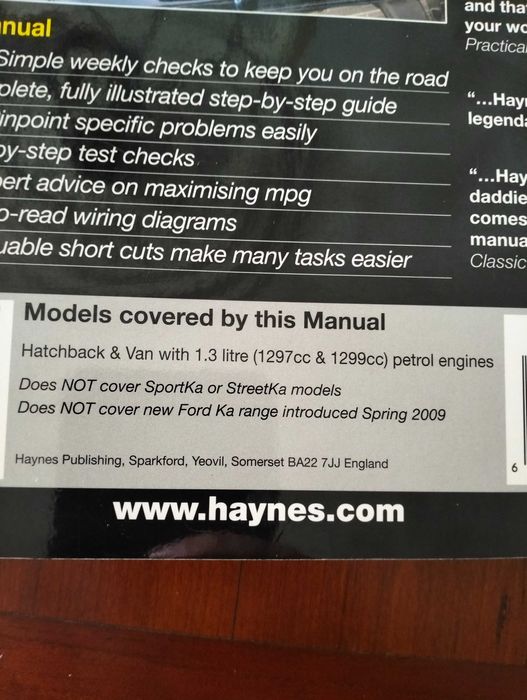 nual
Simple weekly checks to keep you on the road
plete, fully illustrated step-by-step guide
inpoint specific problems easily
by-step test checks
ert advice on maximising mpg
o-read wiring diagrams
uable short cuts make many tasks easier
and tha
your wo
Practical
“...Hay
legenda
“...Hay
daddie
comes
manua
Classic
Models covered by this Manual
Hatchback & Van with 1.3 litre (1297cc & 1299cc) petrol engines
Does NOT cover SportKa or StreetKa models
Does NOT cover new Ford Ka range introduced Spring 2009
Haynes Publishing, Sparkford, Yeovil, Somerset BA22 7JJ England
6
www.haynes.com